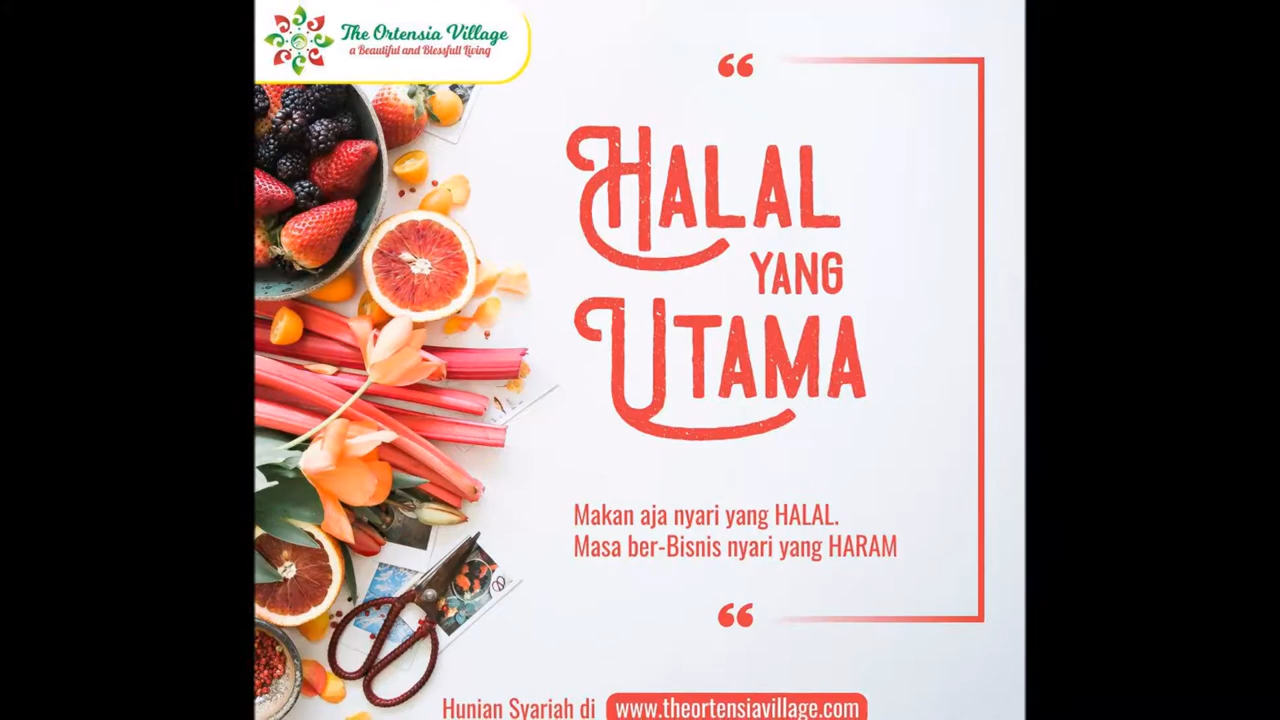 The Ortensia Village
a Beautiful and Blessfull Living
“
HALAL
YANG
UTAMA
Makan aja nyari yang HALAL.
Masa ber-Bisnis nyari yang HARAM
“
Hunian Syariah di www.theortensiavillage.com